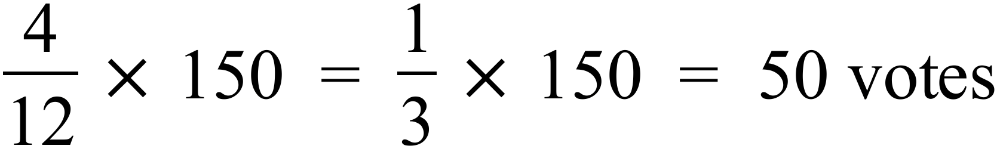 4/12 × 150 = 1/3 × 150 = 50 votes